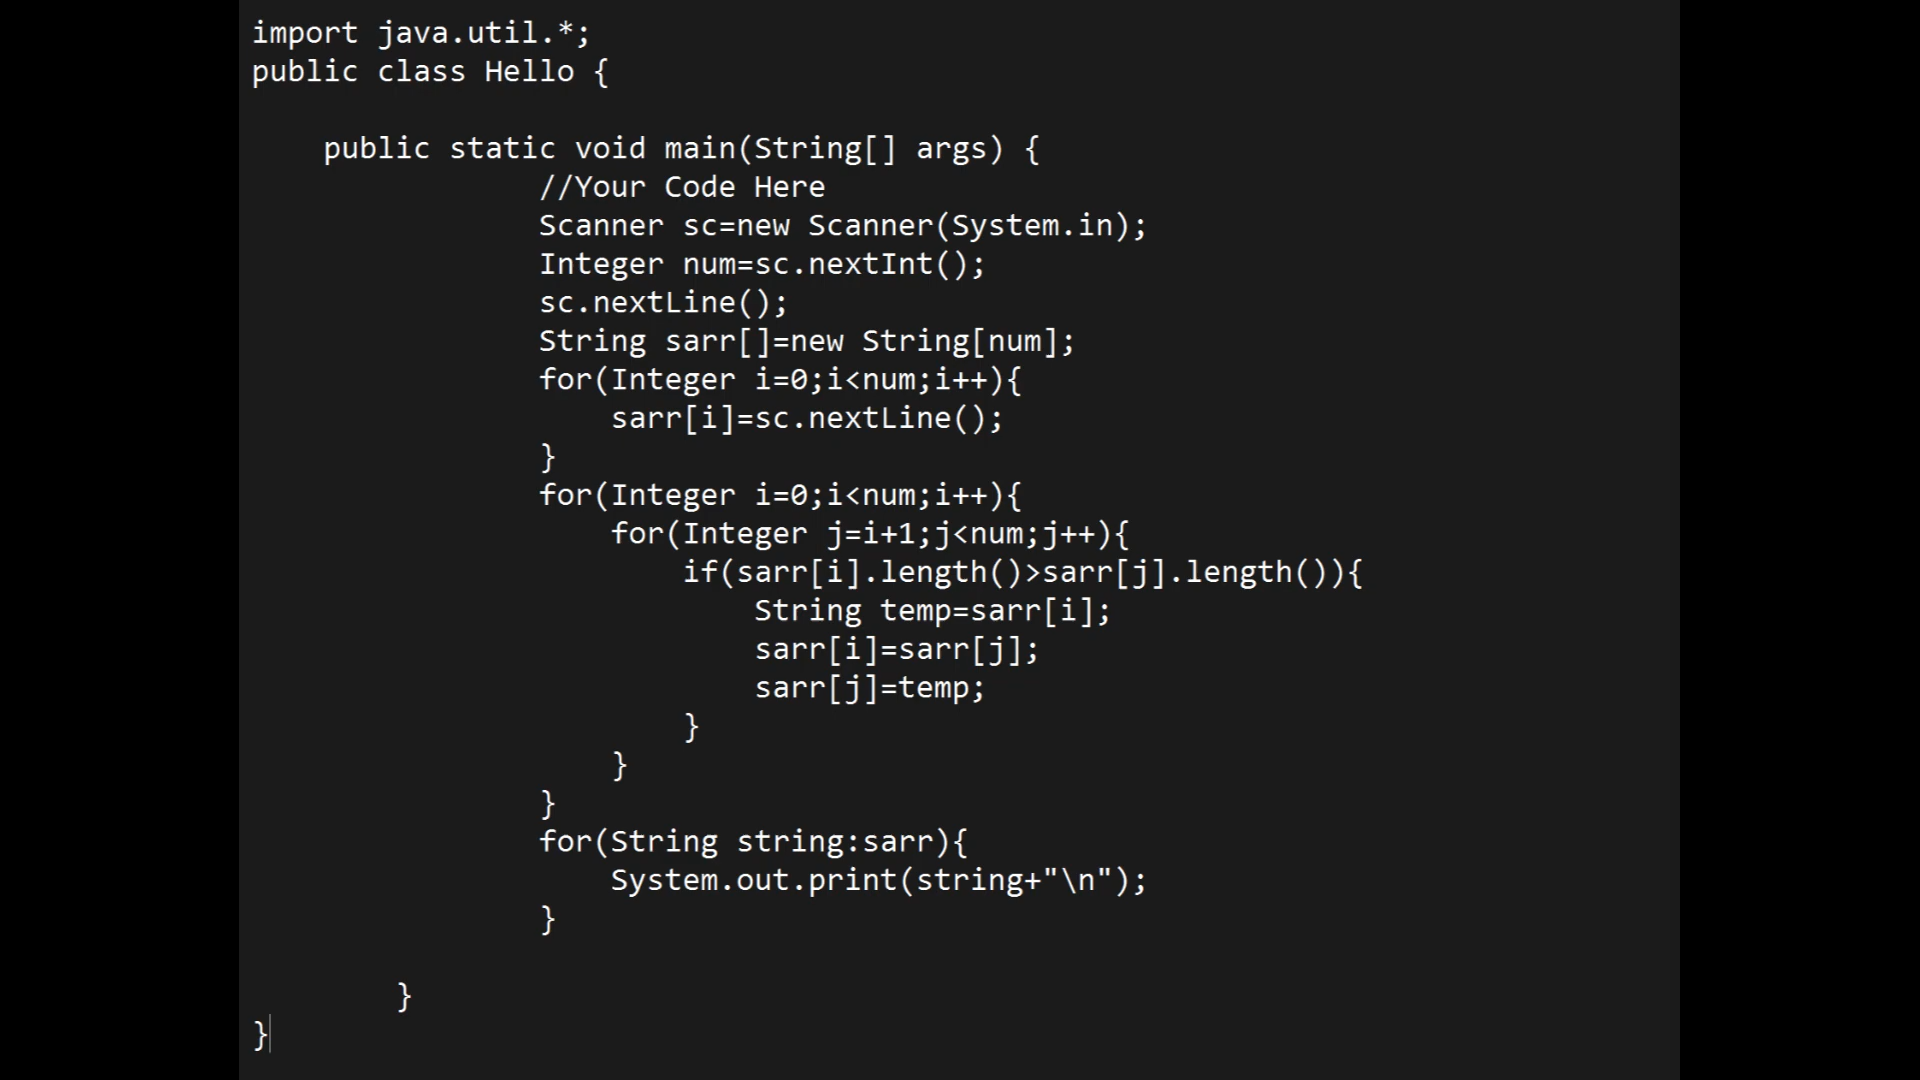 import java.util.*;
public class Hello {
    public static void main(String[] args) {
                //Your Code Here
                Scanner sc=new Scanner(System.in);
                Integer num=sc.nextInt();
                sc.nextLine();
                String sarr[]=new String[num];
                for(Integer i=0;i<num;i++){
                    sarr[i]=sc.nextLine();
                }
                for(Integer i=0;i<num;i++){
                    for(Integer j=i+1;j<num;j++){
                        if(sarr[i].length()>sarr[j].length()){
                            String temp=sarr[i];
                            sarr[i]=sarr[j];
                            sarr[j]=temp;
                        }
                    }
                }
                for(String string:sarr){
                    System.out.print(string+"\n");
                }
        }
}